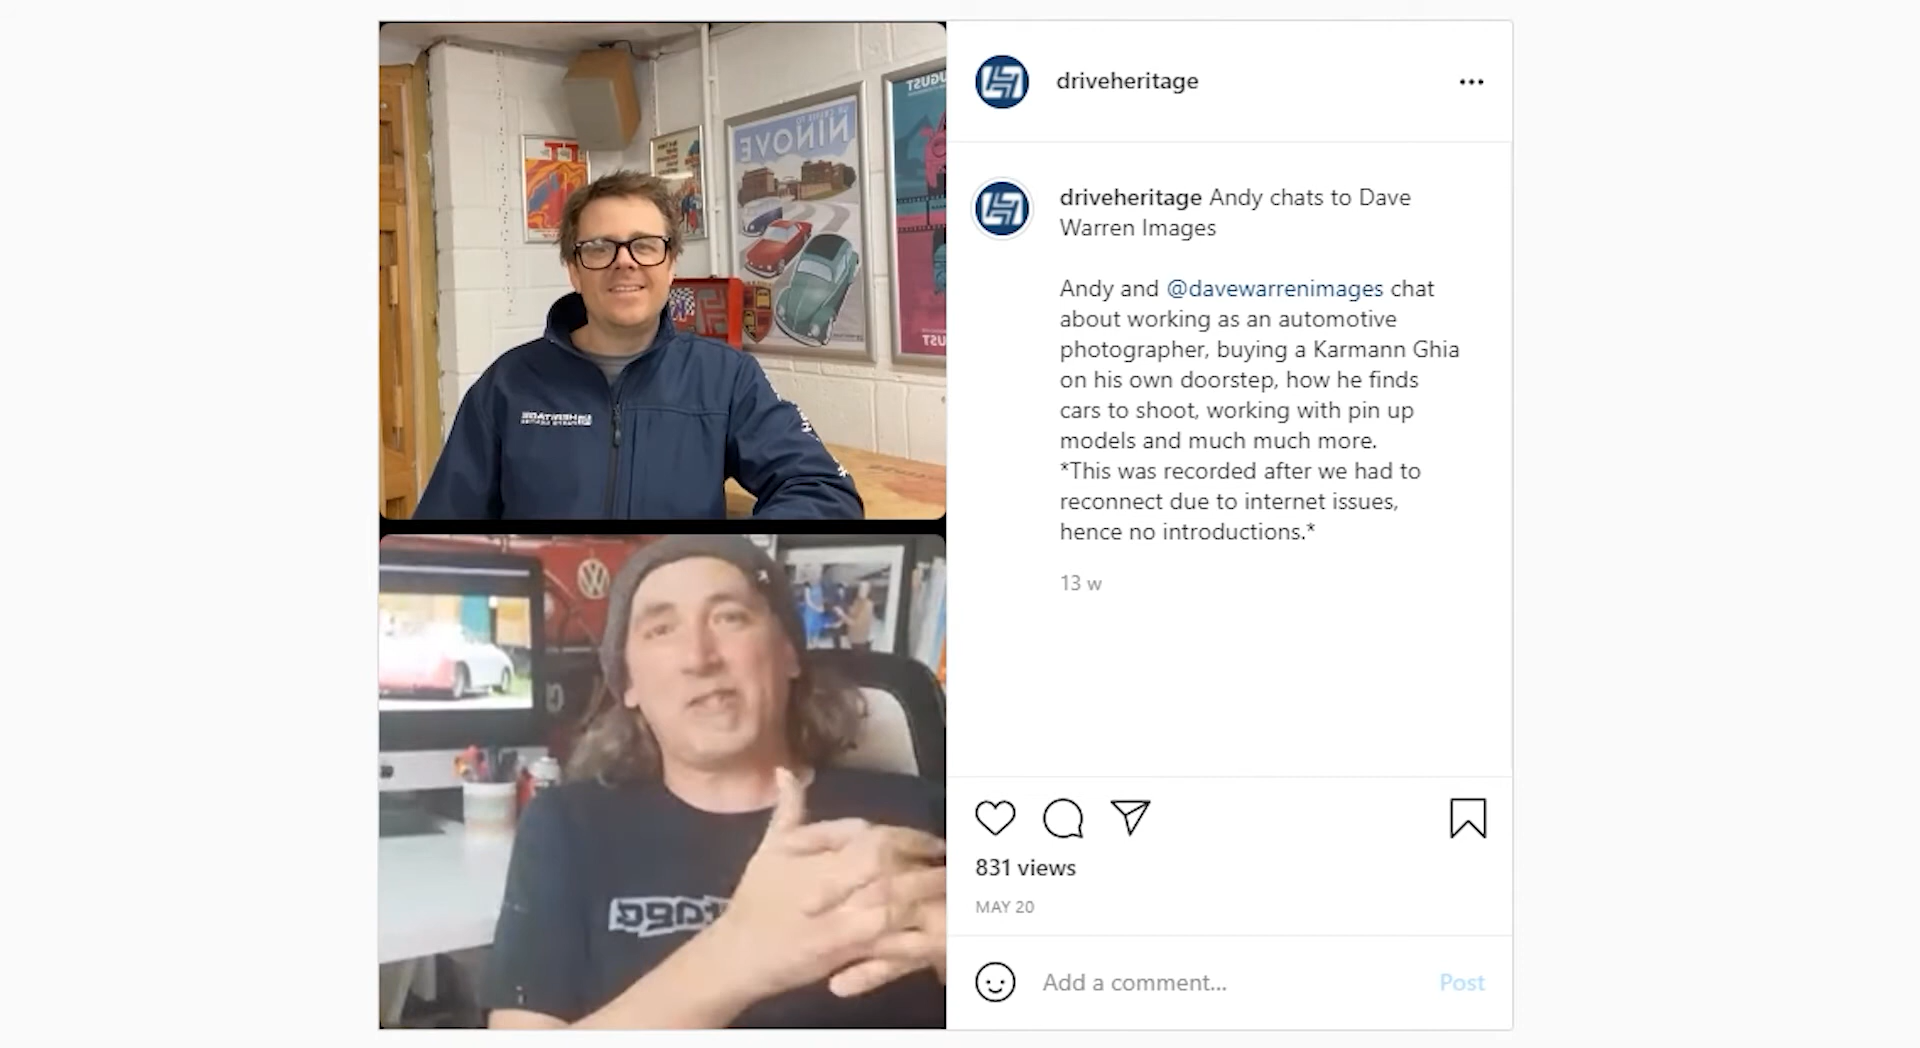 driveheritage
driveheritage Andy chats to Dave
Warren Images
Andy and @davewarrenimages chat
about working as an automotive
photographer, buying a Karmann Ghia
on his own doorstep, how he finds
cars to shoot, working with pin up
models and much much more.
*This was recorded after we had to
reconnect due to internet issues,
hence no introductions.*
13 w
831 views
MAY 20
Add a comment...
Post
NINOVE
HERITAGE